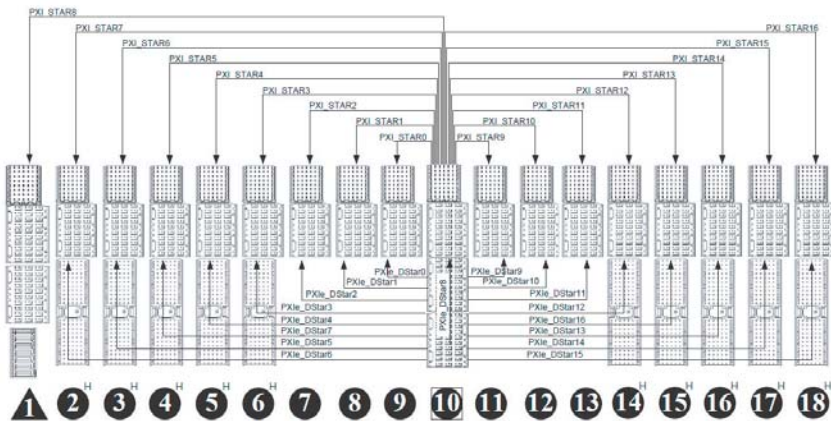 PXI_STAR8
PXI_STAR7 PXI_STAR16
PXI_STAR6 PXI_STAR15
PXI_STAR5 PXI_STAR14
PXI_STAR4 PXI_STAR13
PXI_STAR3 PXI_STAR12
PXI_STAR2 PXI_STAR11
PXI_STAR1 PXI_STAR10
PXI_STAR0 PXI_STAR9
PXIe_DStar0 PXIe_DStar9
PXIe_DStar1 PXIe_DStar10
PXIe_DStar2 PXIe_DStar11
PXIe_DStar8
PXIe_DStar3 PXIe_DStar12
PXIe_DStar4 PXIe_DStar16
PXIe_DStar7 PXIe_DStar13
PXIe_DStar5 PXIe_DStar14
PXIe_DStar6 PXIe_DStar15
H H H H H H H H H H
1 2 3 4 5 6 7 8 9 10 11 12 13 14 15 16 17 18